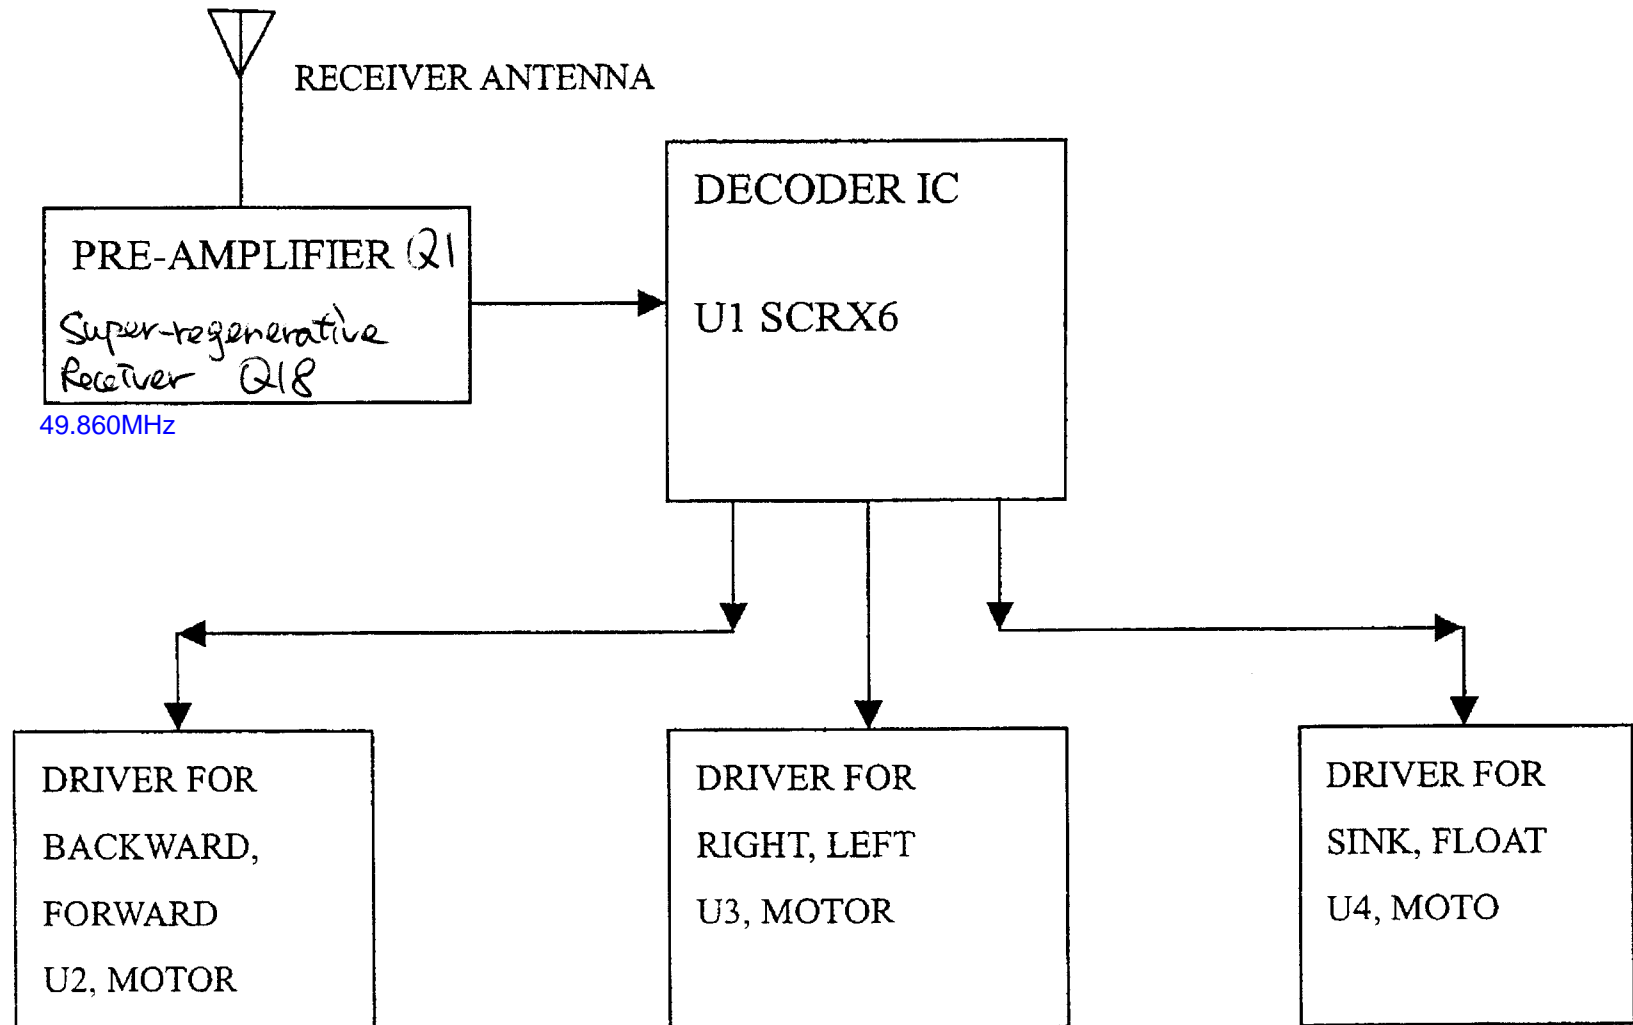 RECEIVER ANTENNA
PRE-AMPLIFIER Q1
Super-regenerative
Receiver Q18
49.860MHz
DECODER IC
U1 SCRX6
DRIVER FOR
BACKWARD,
FORWARD
U2, MOTOR
DRIVER FOR
RIGHT, LEFT
U3, MOTOR
DRIVER FOR
SINK, FLOAT
U4, MOTO